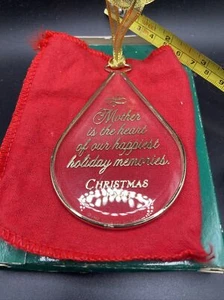 Mother
is the heart
of our happiest
holiday memories.
CHRISTMAS